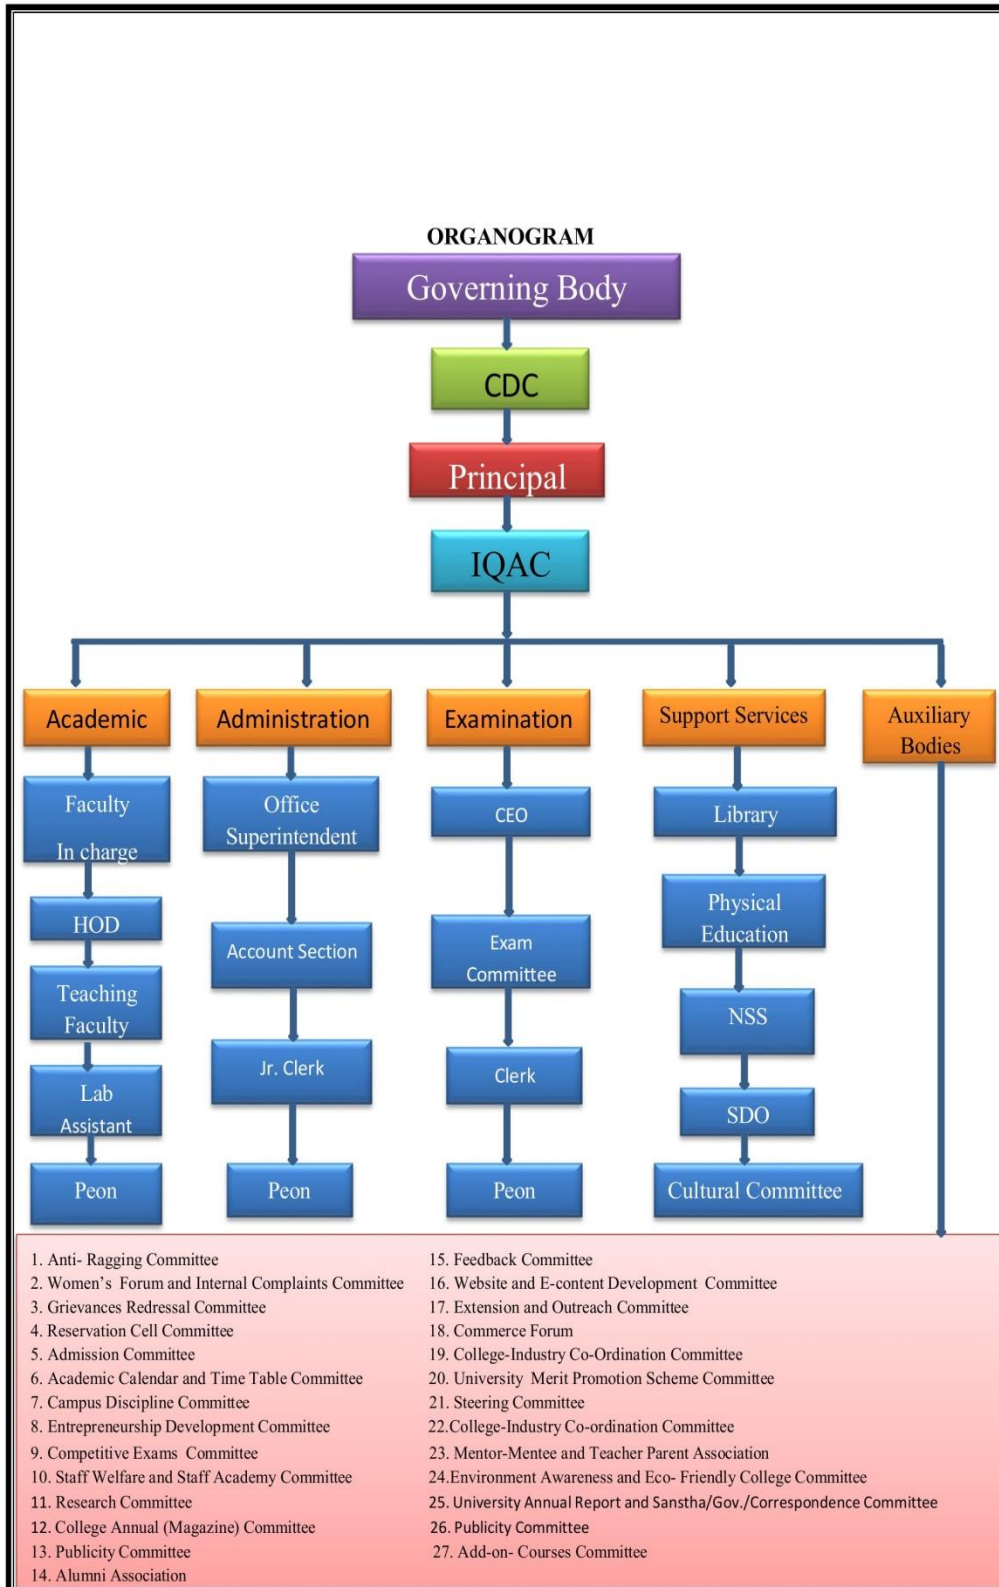 ORGANOGRAM
Governing Body
CDC
Principal
IQAC
Academic
Faculty
In charge
HOD
Teaching
Faculty
Lab
Assistant
Peon
Administration
Office
Superintendent
Account Section
Jr. Clerk
Peon
Examination
CEO
Exam
Committee
Clerk
Peon
Support Services
Library
Physical
Education
NSS
SDO
Cultural Committee
Auxiliary
Bodies
1. Anti- Ragging Committee
2. Women's Forum and Internal Complaints Committee
3. Grievances Redressal Committee
4. Reservation Cell Committee
5. Admission Committee
6. Academic Calendar and Time Table Committee
7. Campus Discipline Committee
8. Entrepreneurship Development Committee
9. Competitive Exams Committee
10. Staff Welfare and Staff Academy Committee
11. Research Committee
12. College Annual (Magazine) Committee
13. Publicity Committee
14. Alumni Association
15. Feedback Committee
16. Website and E-content Development Committee
17. Extension and Outreach Committee
18. Commerce Forum
19. College-Industry Co-Ordination Committee
20. University Merit Promotion Scheme Committee
21. Steering Committee
22.College-Industry Co-ordination Committee
23. Mentor-Mentee and Teacher Parent Association
24.Environment Awareness and Eco- Friendly College Committee
25. University Annual Report and Sanstha/Gov./Correspondence Committee
26. Publicity Committee
27. Add-on- Courses Committee